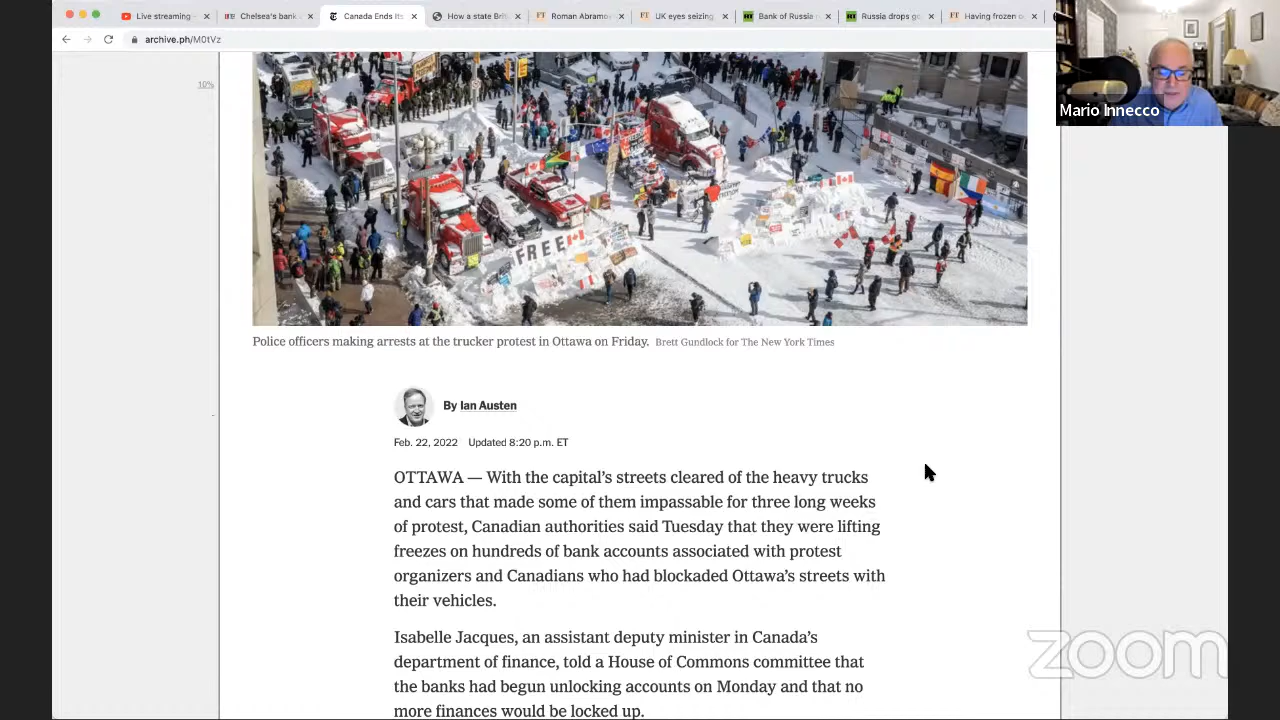 Live streaming -
Chelsea's bank
Canada Ends Its
How a state Bri
Roman Abramo
UK eyes seizing
Bank of Russia
Russia drops go
Having frozen o
archive.ph/M0tVz
Mario Innecco
10%
FREE
Police officers making arrests at the trucker protest in Ottawa on Friday. Brett Gundlock for The New York Times
By Ian Austen
Feb. 22, 2022 Updated 8:20 p.m. ET
OTTAWA — With the capital's streets cleared of the heavy trucks
and cars that made some of them impassable for three long weeks
of protest, Canadian authorities said Tuesday that they were lifting
freezes on hundreds of bank accounts associated with protest
organizers and Canadians who had blockaded Ottawa's streets with
their vehicles.
Isabelle Jacques, an assistant deputy minister in Canada's
department of finance, told a House of Commons committee that
the banks had begun unlocking accounts on Monday and that no
more finances would be locked up.
zoom